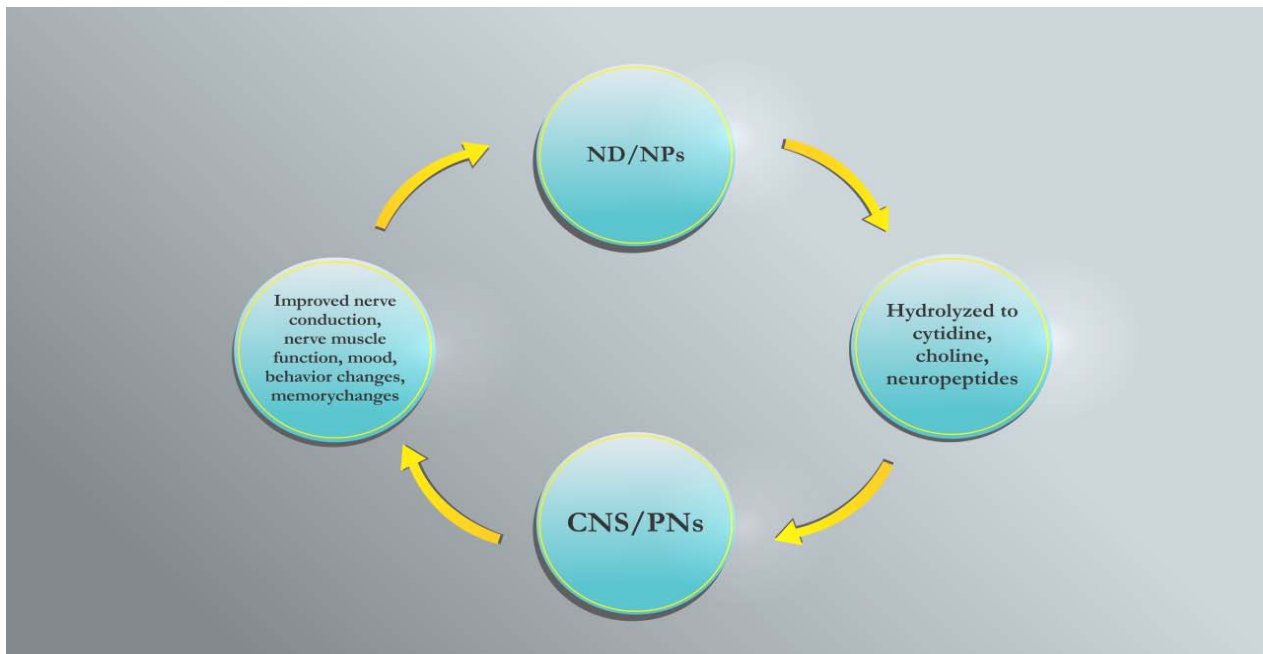 ND/NPs
Hydrolyzed to
cytidine,
choline,
neuropeptides
CNS/PNs
Improved nerve
conduction,
nerve muscle
function, mood,
behavior changes,
memorychanges